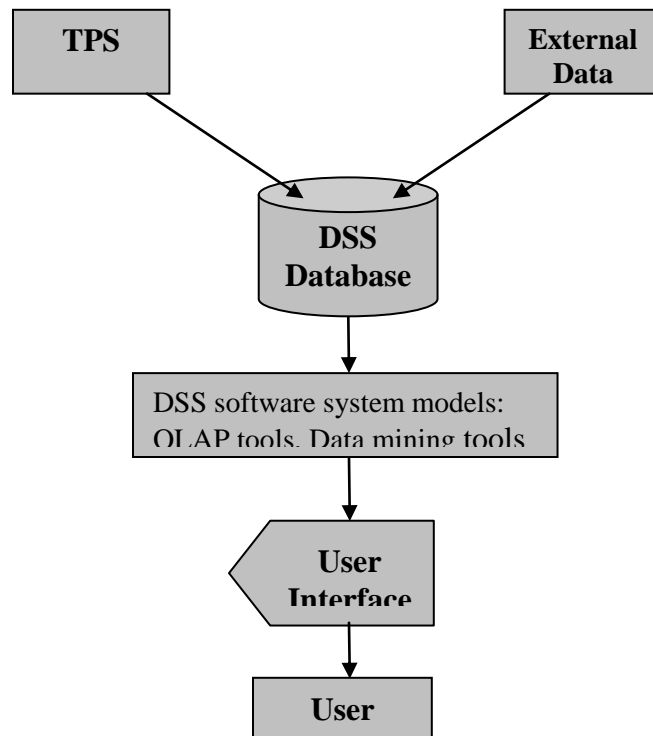 TPS
External
Data
DSS
Database
DSS software system models:
OLAP tools, Data mining tools
User
Interface
User